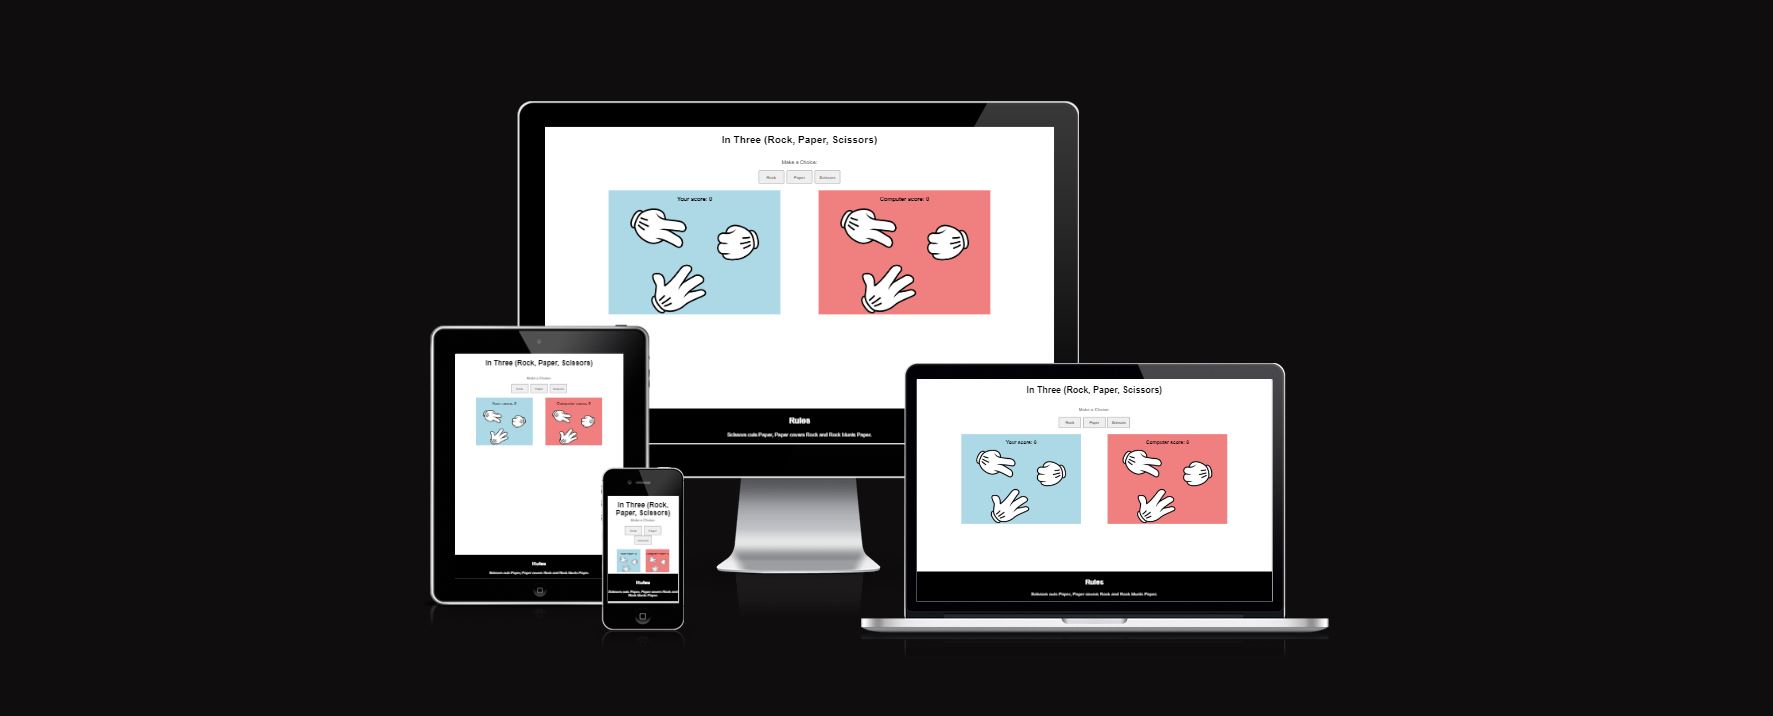 In Three (Rock, Paper, Scissors)
Make a Choice:
Rock Paper Scissors
Your score: 0 Computer score: 0
Rules
Scissors cuts Paper, Paper covers Rock and Rock blunts Paper.
In Three (Rock, Paper, Scissors)
Make a Choice:
Rock Paper Scissors
Your score: 0 Computer score: 0
Rules
Scissors cuts Paper, Paper covers Rock and Rock blunts Paper.
In Three (Rock,
Paper, Scissors)
Make a Choice:
Rock Paper
Scissors
Rules
Scissors cuts Paper, Paper covers Rock and
Rock blunts Paper.
In Three (Rock, Paper, Scissors)
Make a Choice:
Rock Paper Scissors
Your score: 0 Computer score: 0
Rules
Scissors cuts Paper, Paper covers Rock and Rock blunts Paper.